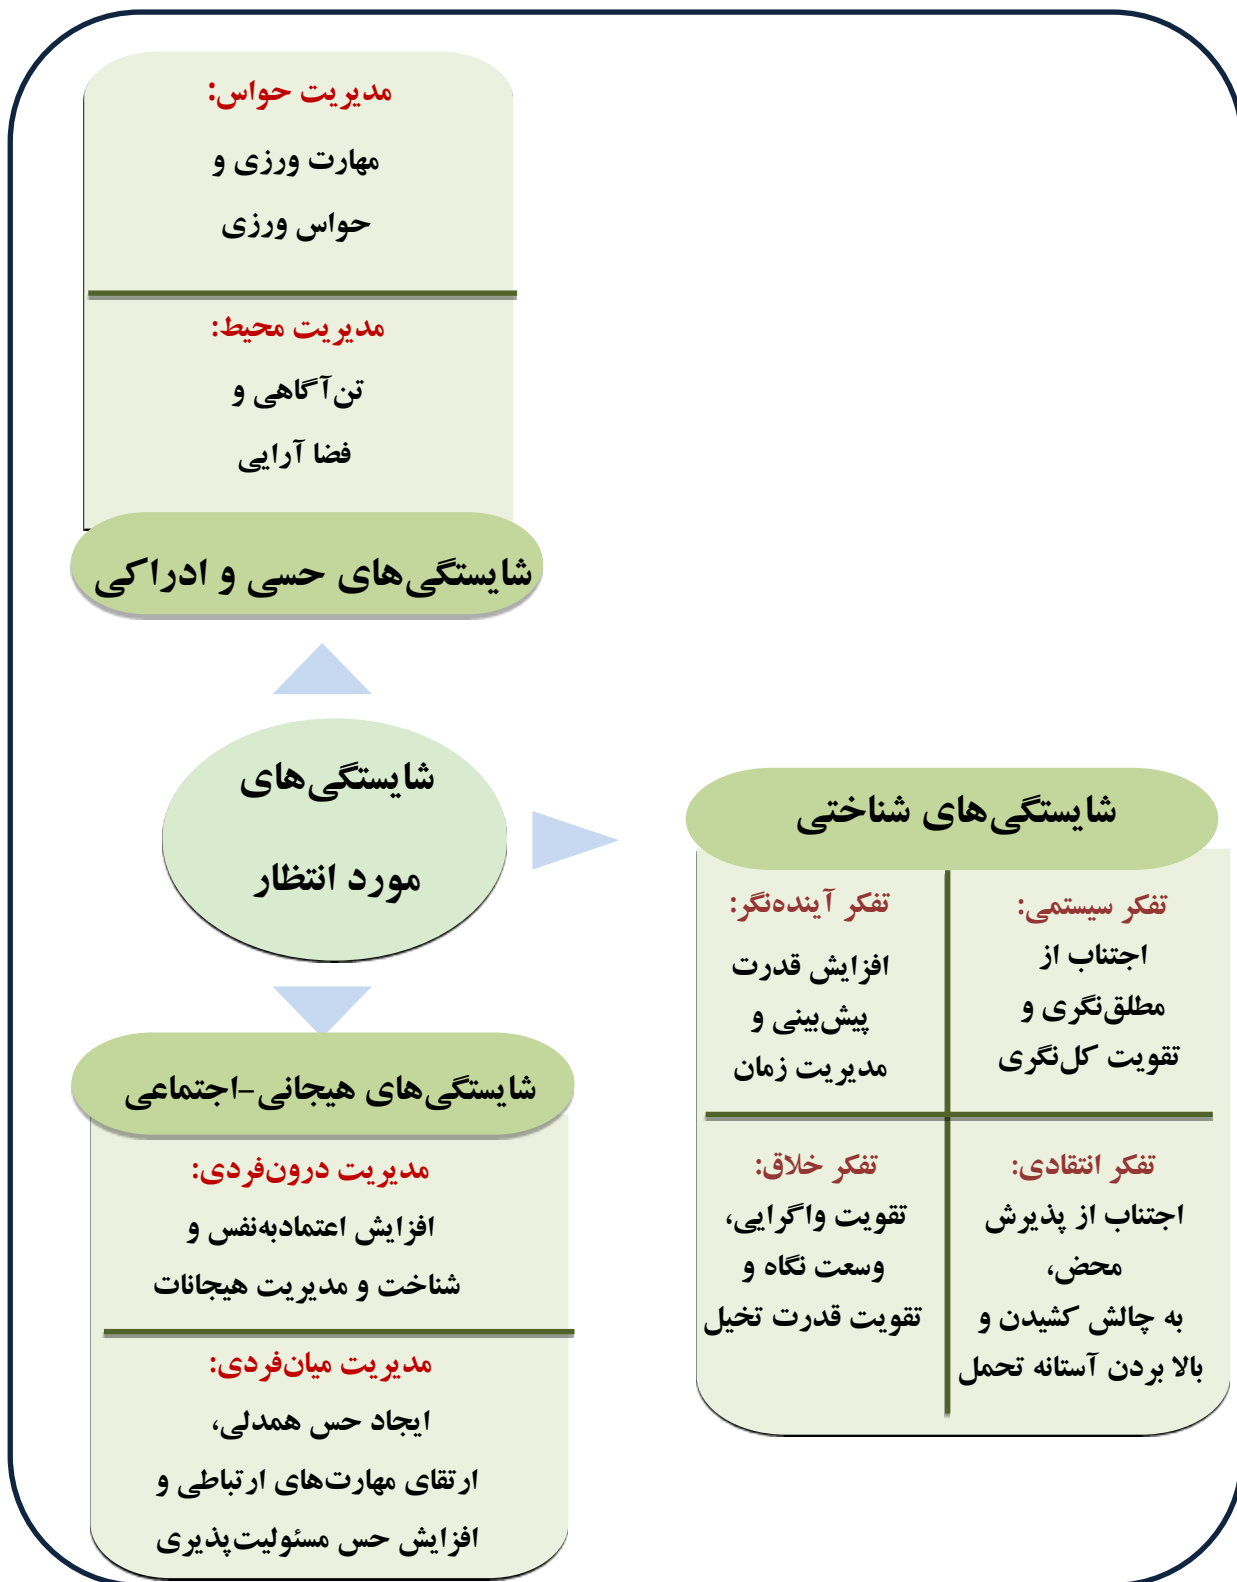 مدیریت حواس:
مهارت ورزی و
حواس ورزی
مدیریت محیط:
تن‌آگاهی و
فضا آرایی
شایستگی‌های حسی و ادراکی
شایستگی‌های
مورد انتظار
شایستگی‌های شناختی
تفکر سیستمی:
اجتناب از
مطلق‌نگری و
تقویت کل‌نگری
تفکر آینده‌نگر:
افزایش قدرت
پیش‌بینی و
مدیریت زمان
تفکر انتقادی:
اجتناب از پذیرش
محض،
به چالش کشیدن و
بالا بردن آستانه تحمل
تفکر خلاق:
تقویت واگرایی،
وسعت نگاه و
تقویت قدرت تخیل
شایستگی‌های هیجانی-اجتماعی
مدیریت درون‌فردی:
افزایش اعتمادبه‌نفس و
شناخت و مدیریت هیجانات
مدیریت میان‌فردی:
ایجاد حس همدلی،
ارتقای مهارت‌های ارتباطی و
افزایش حس مسئولیت‌پذیری